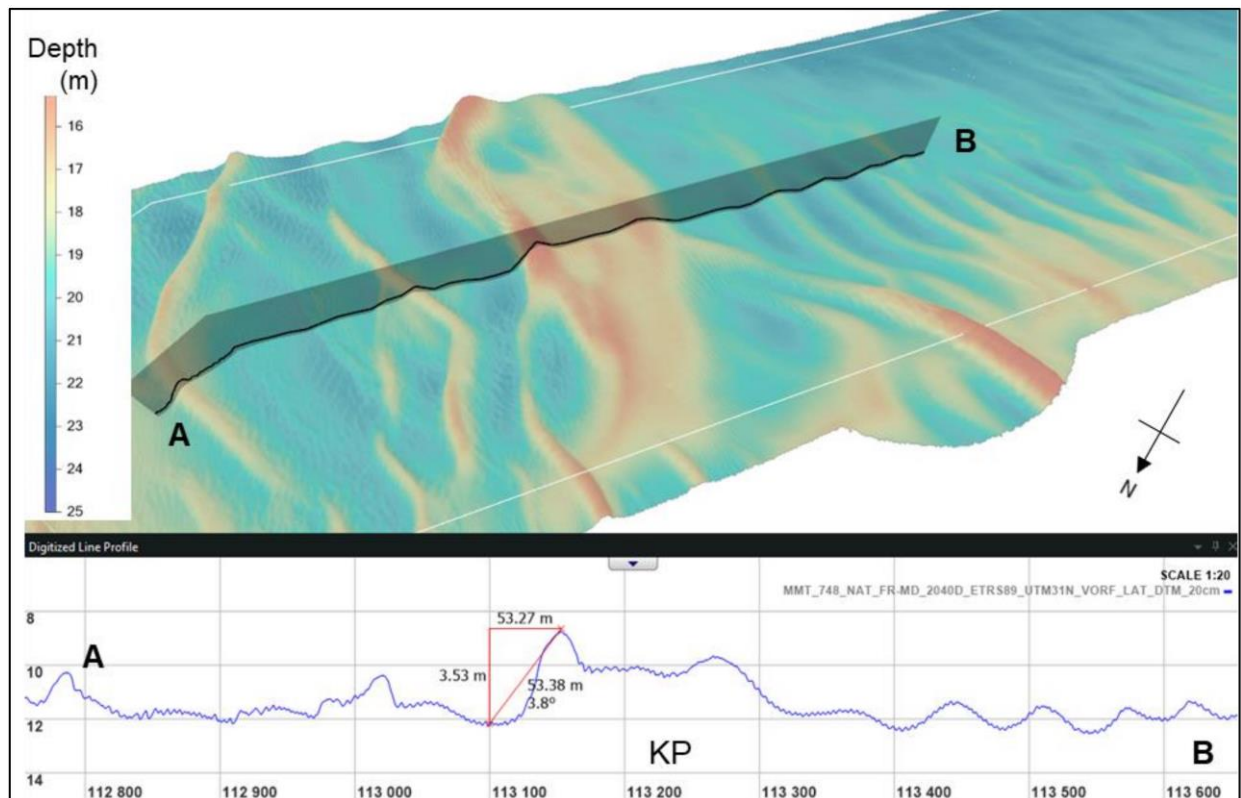 Depth
(m)
16
17
18
19
20
21
22
23
24
25
A
B
N
Digitized Line Profile
SCALE 1:20
MMT_748_NAT_FR-MD_2040D_ETRS89_UTM31N_VORF_LAT_DTM_20cm
8
10
12
14
A
53.27 m
3.53 m
53.38 m
3.8°
KP
B
112 800
112 900
113 000
113 100
113 200
113 300
113 400
113 500
113 600